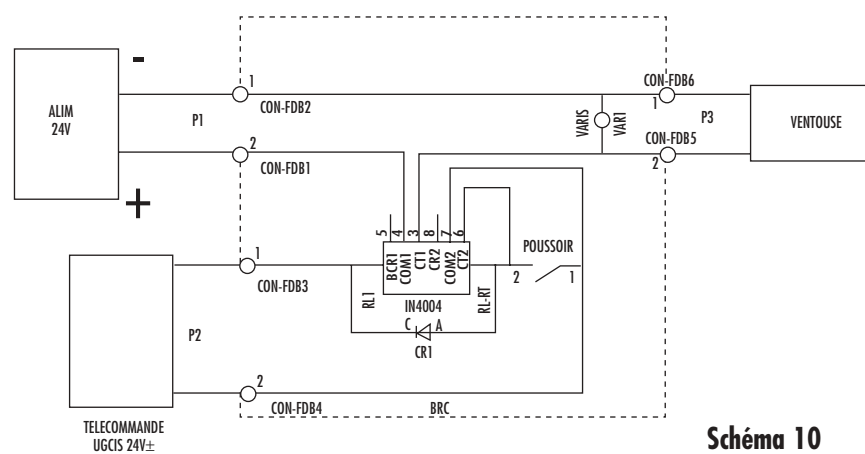 -
1
CON-FDB2
CON-FDB6
1
ALIM
24V
P1
VARIS
VAR1
P3
VENTOUSE
CON-FDB5
2
2
CON-FDB1
+
5
4
3
8
7
6
BCR1
COM1
CT1
CR2
COM2
CT2
POUSSOIR
2
1
1
CON-FDB3
RL1
IN4004
RL-RT
C
A
CR1
P2
2
CON-FDB4
BRC
TELECOMMANDE
UGCIS 24V±
Schéma 10